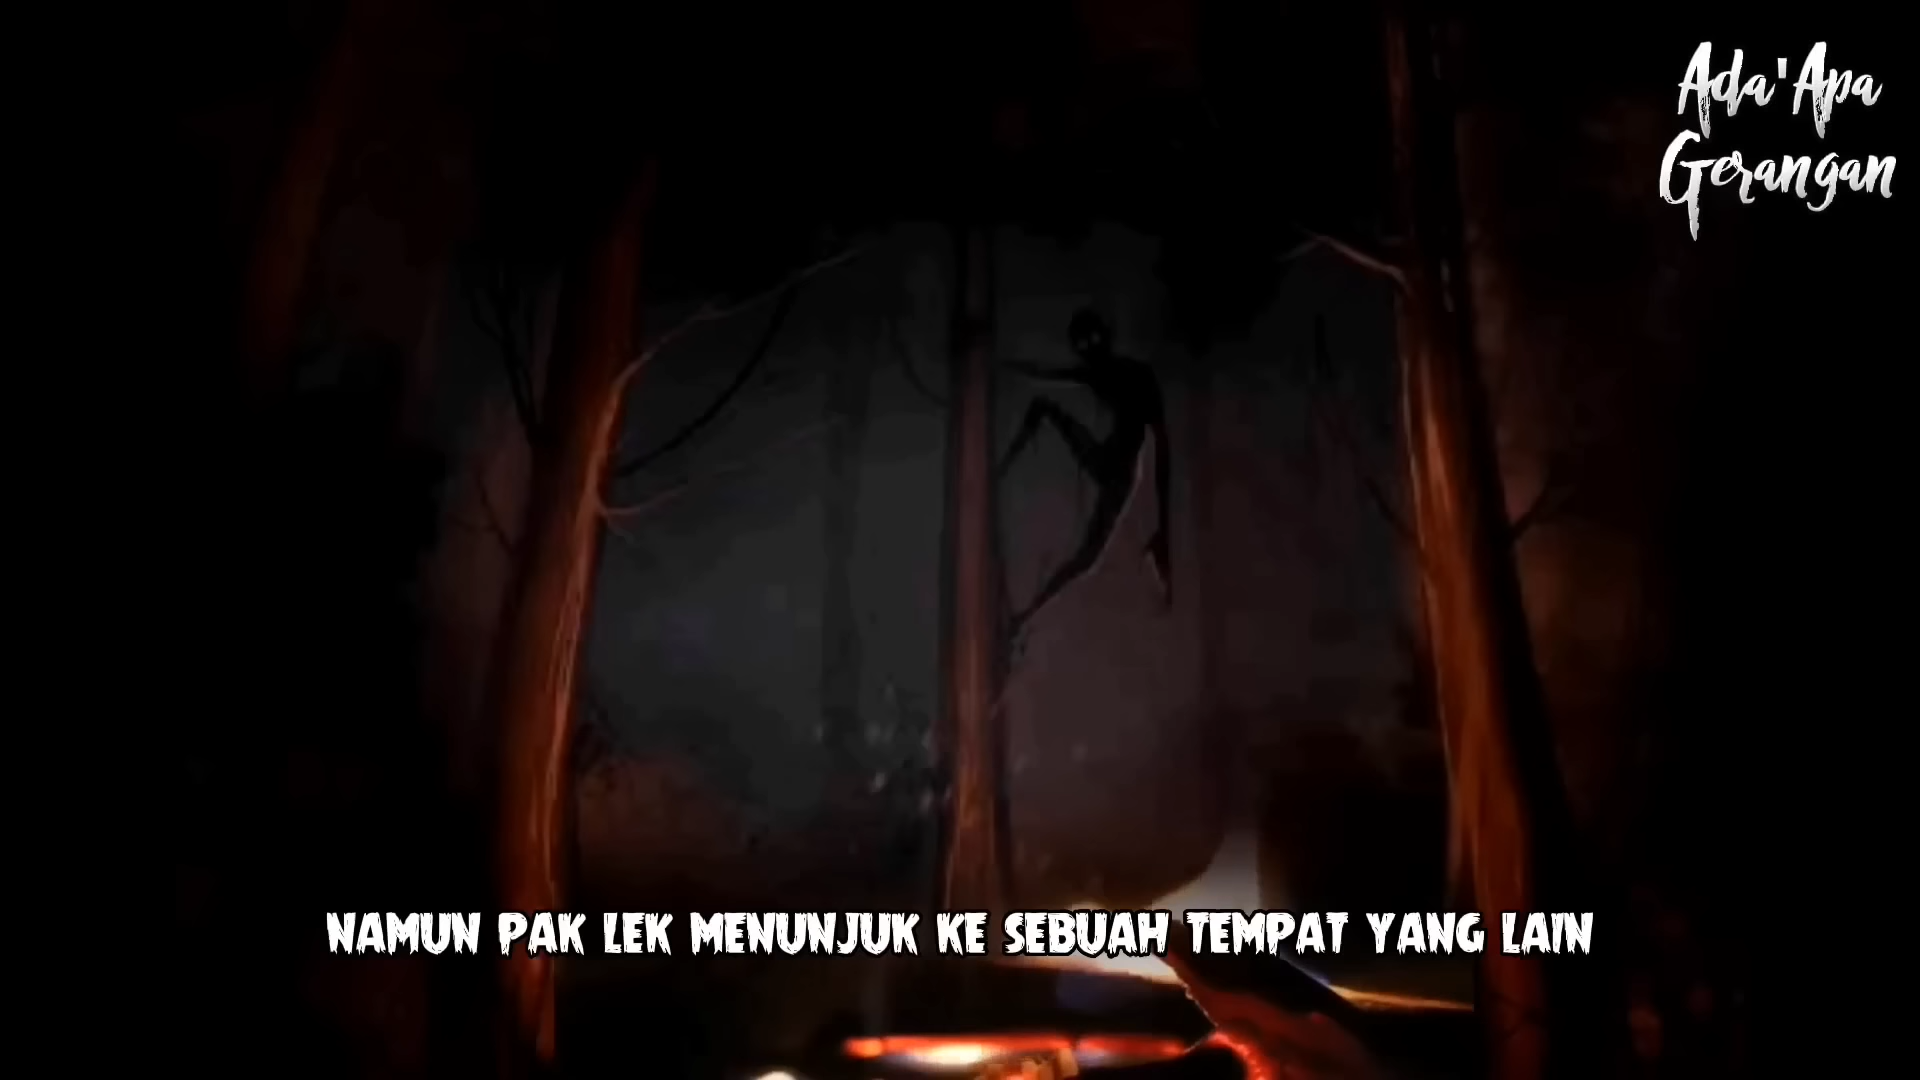 Ada'Apa
Gerangan
NAMUN PAK LEK MENUNJUK KE SEBUAH TEMPAT YANG LAIN